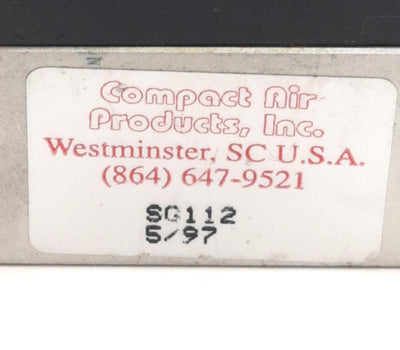 Compact Air
Products, Inc.
Westminster, SC U.S.A.
(864) 647-9521
SG112
5/97